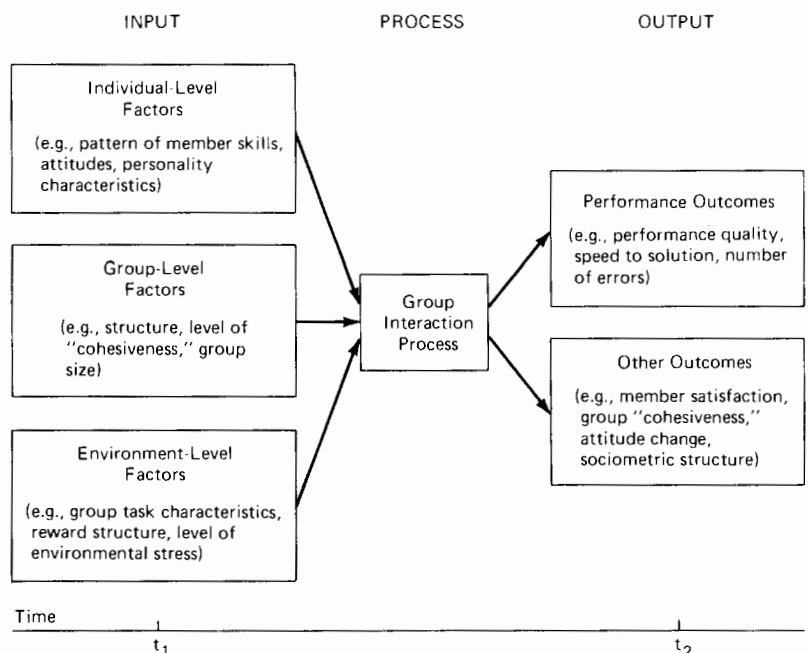 INPUT
PROCESS
OUTPUT
Individual-Level
Factors
(e.g., pattern of member skills,
attitudes, personality
characteristics)
Group-Level
Factors
(e.g., structure, level of
"cohesiveness," group
size)
Environment-Level
Factors
(e.g., group task characteristics,
reward structure, level of
environmental stress)
Group
Interaction
Process
Performance Outcomes
(e.g., performance quality,
speed to solution, number
of errors)
Other Outcomes
(e.g., member satisfaction,
group "cohesiveness,"
attitude change,
sociometric structure)
Time
t₁
t₂